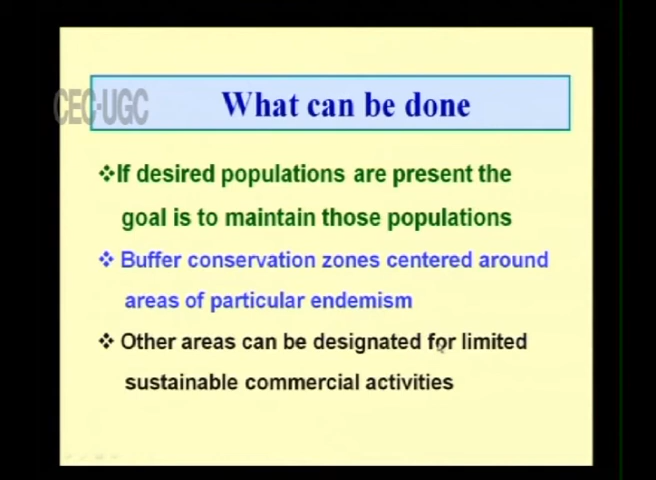 CEC-UGC
What can be done
❖If desired populations are present the
goal is to maintain those populations
❖ Buffer conservation zones centered around
areas of particular endemism
❖ Other areas can be designated for limited
sustainable commercial activities